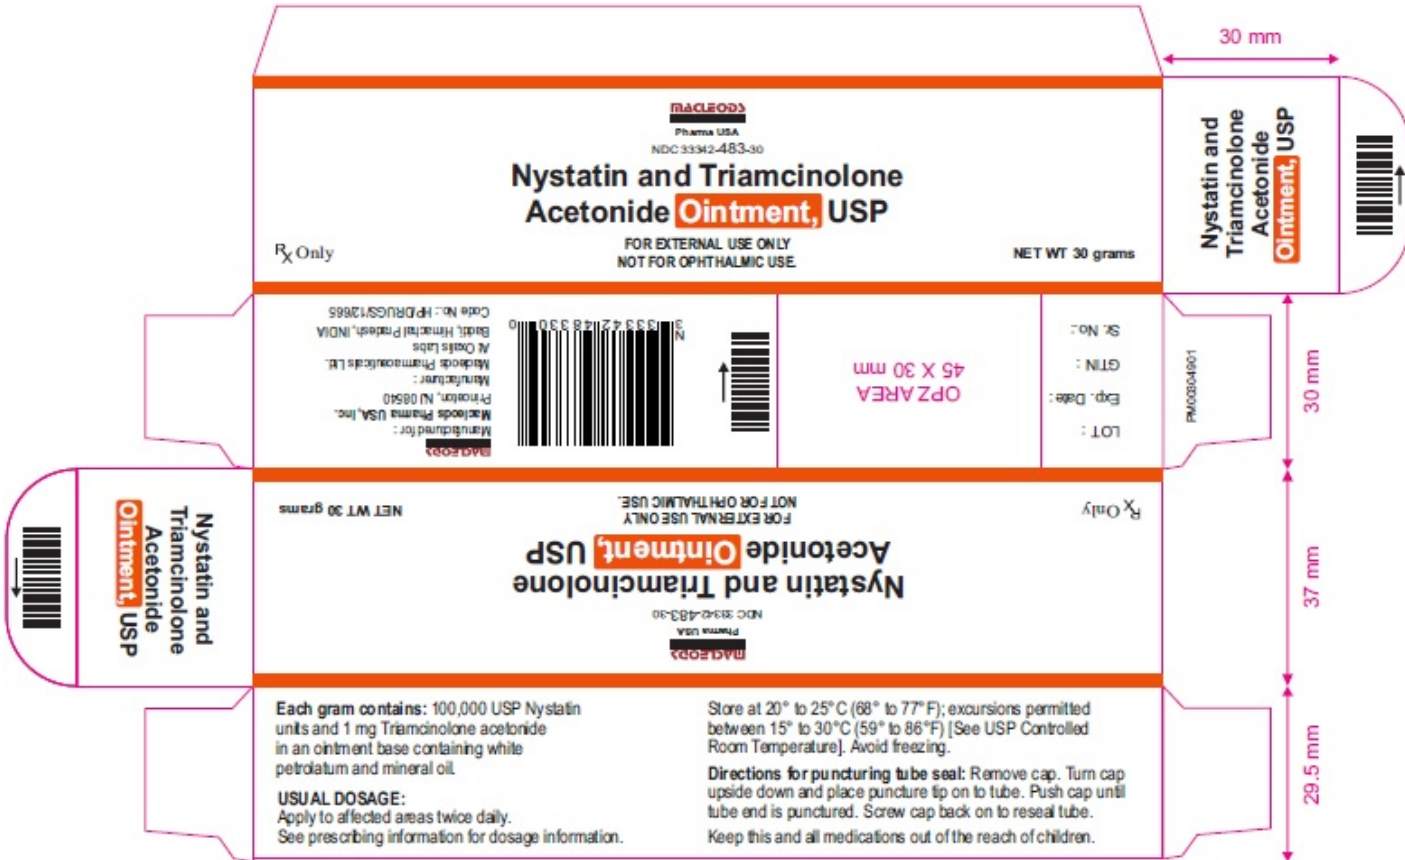 30 mm
MACLEODS
Pharma USA
NDC 33342-483-30
Nystatin and Triamcinolone
Acetonide Ointment, USP
FOR EXTERNAL USE ONLY
NOT FOR OPHTHALMIC USE.
Rx Only
NET WT 30 grams
Nystatin and
Triamcinolone
Acetonide
Ointment, USP
MACLEODS
Manufactured for :
Macleods Pharma USA, Inc.
Princeton, NJ 08540
Manufacturer :
Macleods Pharmaceuticals Ltd.
At Oxalis Labs
Baddi, Himachal Pradesh, INDIA
Code No.: HP/DRUGS/12/665
N
3 33342 48330 0
OPZ AREA
45 X 30 mm
LOT :
Exp. Date :
GTIN :
Sr. No.:
PM00304901
30 mm
MACLEODS
Pharma USA
NDC 33342-483-30
Nystatin and Triamcinolone
Acetonide Ointment, USP
FOR EXTERNAL USE ONLY
NOT FOR OPHTHALMIC USE.
Rx Only
NET WT 30 grams
Nystatin and
Triamcinolone
Acetonide
Ointment, USP
37 mm
Each gram contains: 100,000 USP Nystatin
units and 1 mg Triamcinolone acetonide
in an ointment base containing white
petrolatum and mineral oil.
USUAL DOSAGE:
Apply to affected areas twice daily.
See prescribing information for dosage information.
Store at 20° to 25°C (68° to 77°F); excursions permitted
between 15° to 30°C (59° to 86°F) [See USP Controlled
Room Temperature]. Avoid freezing.
Directions for puncturing tube seal: Remove cap. Turn cap
upside down and place puncture tip on to tube. Push cap until
tube end is punctured. Screw cap back on to reseal tube.
Keep this and all medications out of the reach of children.
29.5 mm